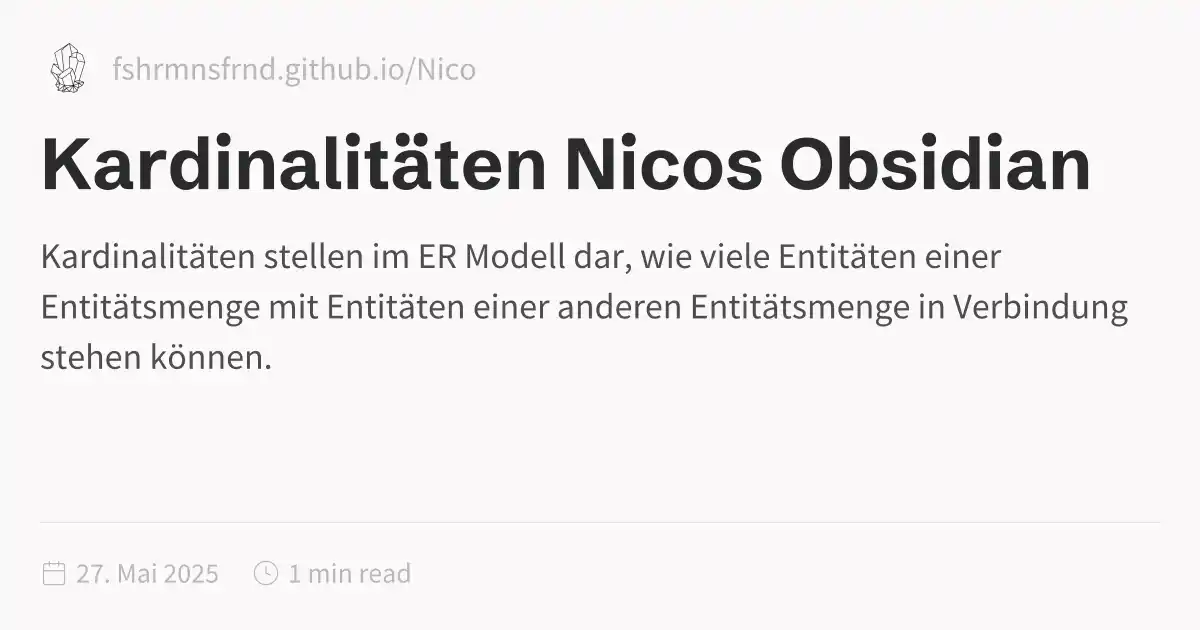 fshrmnsfrnd.github.io/Nico
Kardinalitäten Nicos Obsidian
Kardinalitäten stellen im ER Modell dar, wie viele Entitäten einer
Entitätsmenge mit Entitäten einer anderen Entitätsmenge in Verbindung
stehen können.
27. Mai 2025 1 min read